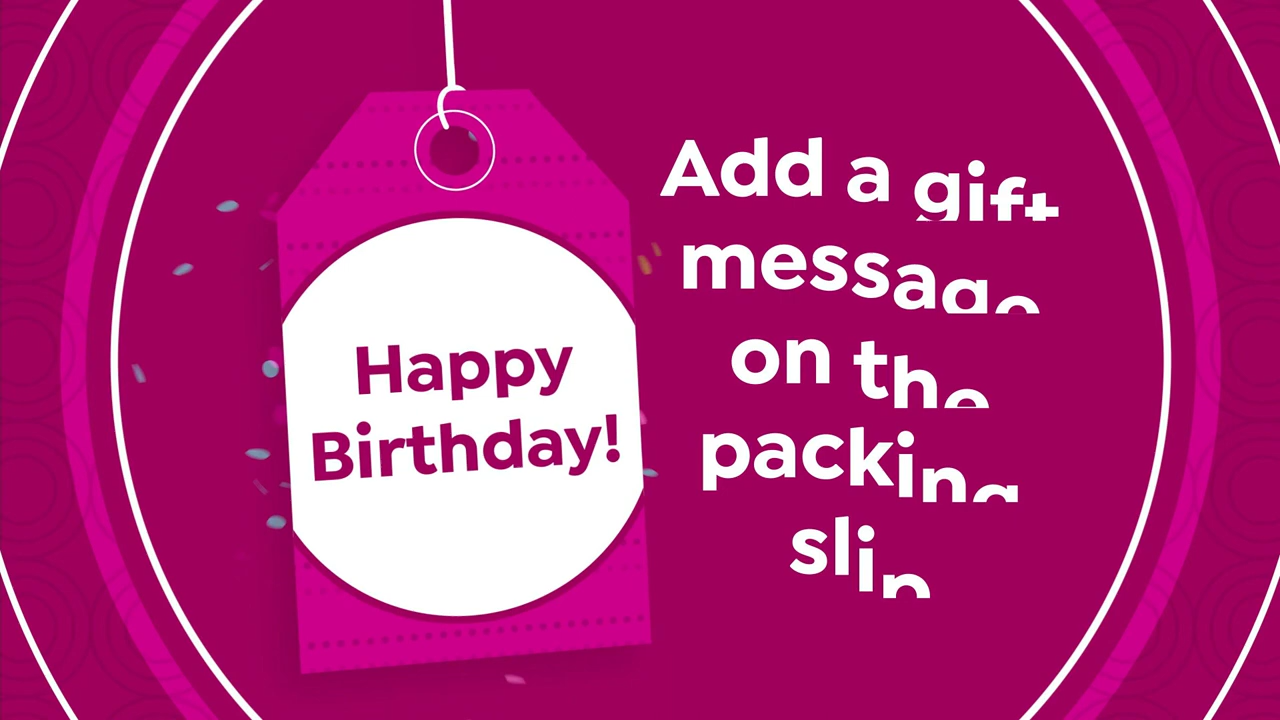 Happy
Birthday!
Add a gift
message
on the
packing
slip